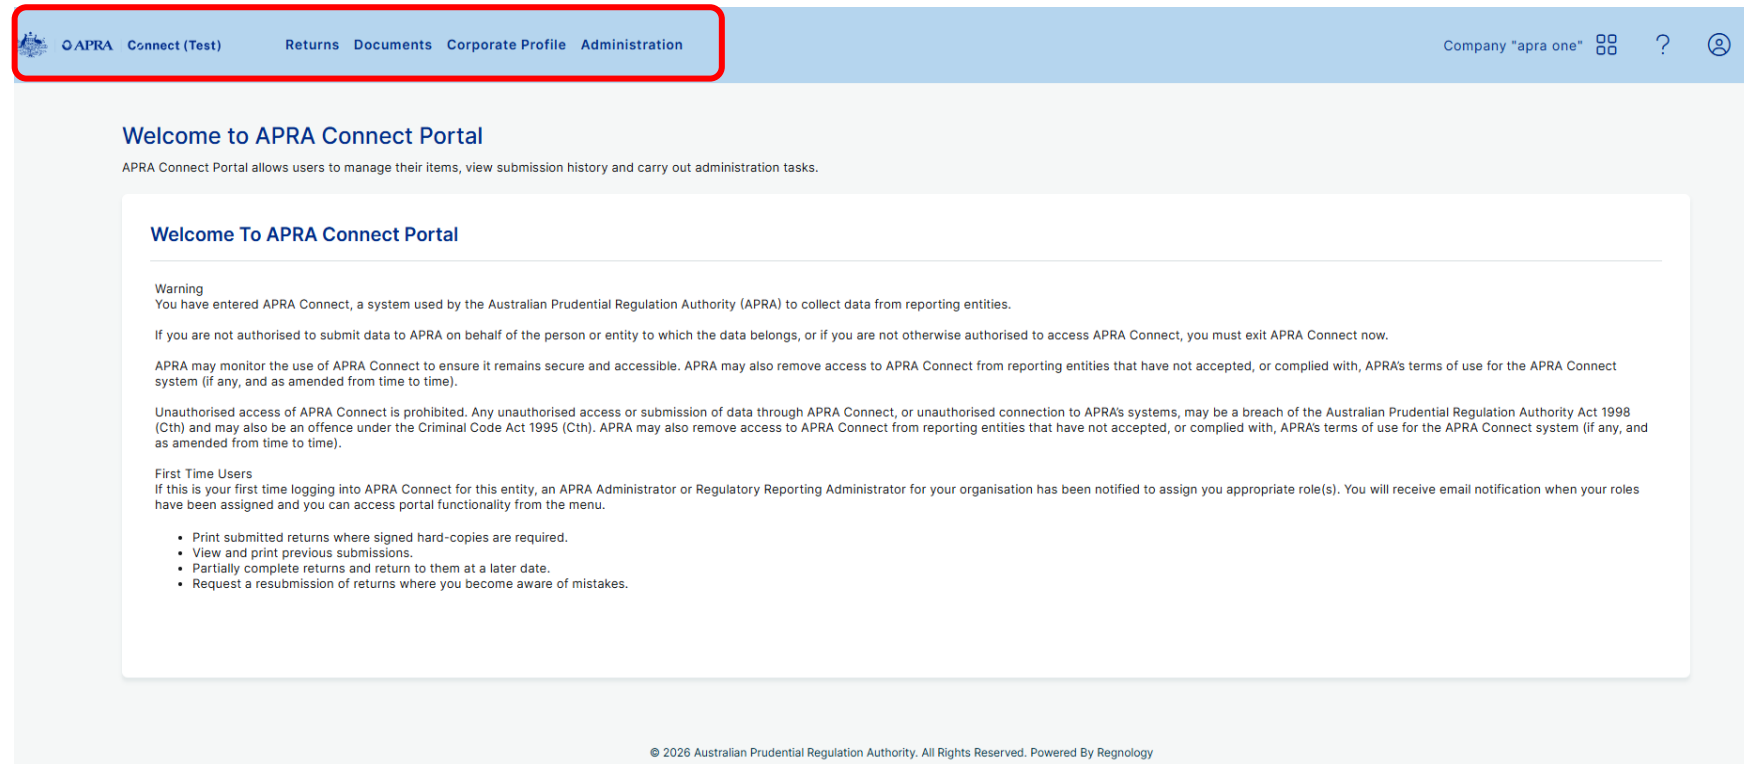 APRA Connect (Test) Returns Documents Corporate Profile Administration Company "apra one" ?
Welcome to APRA Connect Portal
APRA Connect Portal allows users to manage their items, view submission history and carry out administration tasks.
Welcome To APRA Connect Portal
Warning
You have entered APRA Connect, a system used by the Australian Prudential Regulation Authority (APRA) to collect data from reporting entities.
If you are not authorised to submit data to APRA on behalf of the person or entity to which the data belongs, or if you are not otherwise authorised to access APRA Connect, you must exit APRA Connect now.
APRA may monitor the use of APRA Connect to ensure it remains secure and accessible. APRA may also remove access to APRA Connect from reporting entities that have not accepted, or complied with, APRA's terms of use for the APRA Connect
system (if any, and as amended from time to time).
Unauthorised access of APRA Connect is prohibited. Any unauthorised access or submission of data through APRA Connect, or unauthorised connection to APRA's systems, may be a breach of the Australian Prudential Regulation Authority Act 1998
(Cth) and may also be an offence under the Criminal Code Act 1995 (Cth). APRA may also remove access to APRA Connect from reporting entities that have not accepted, or complied with, APRA's terms of use for the APRA Connect system (if any, and
as amended from time to time).
First Time Users
If this is your first time logging into APRA Connect for this entity, an APRA Administrator or Regulatory Reporting Administrator for your organisation has been notified to assign you appropriate role(s). You will receive email notification when your roles
have been assigned and you can access portal functionality from the menu.
• Print submitted returns where signed hard-copies are required.
• View and print previous submissions.
• Partially complete returns and return to them at a later date.
• Request a resubmission of returns where you become aware of mistakes.
© 2026 Australian Prudential Regulation Authority. All Rights Reserved. Powered By Regnology